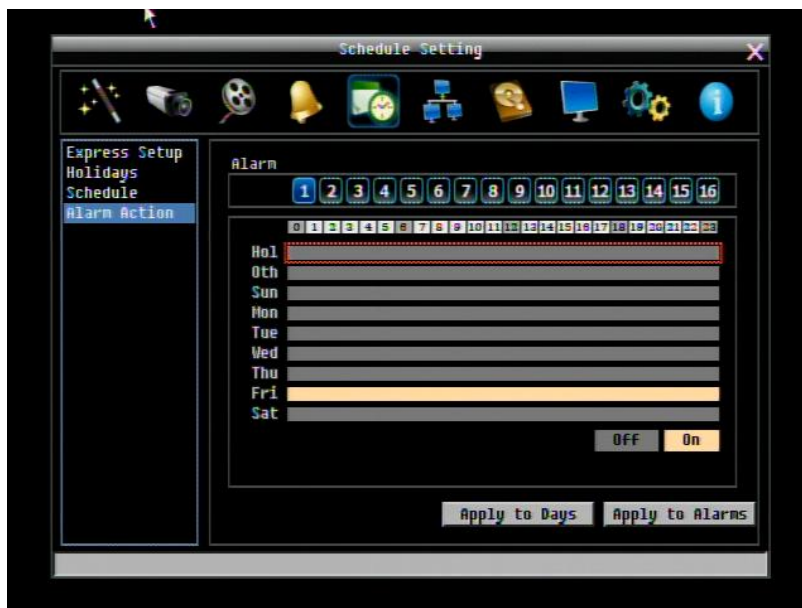 Schedule Setting
X
Express Setup
Holidays
Schedule
Alarm Action
Alarm
1 2 3 4 5 6 7 8 9 10 11 12 13 14 15 16
0 1 2 3 4 5 6 7 8 9 10 11 12 13 14 15 16 17 18 19 20 21 22 23
Hol
Oth
Sun
Mon
Tue
Wed
Thu
Fri
Sat
Off On
Apply to Days Apply to Alarms